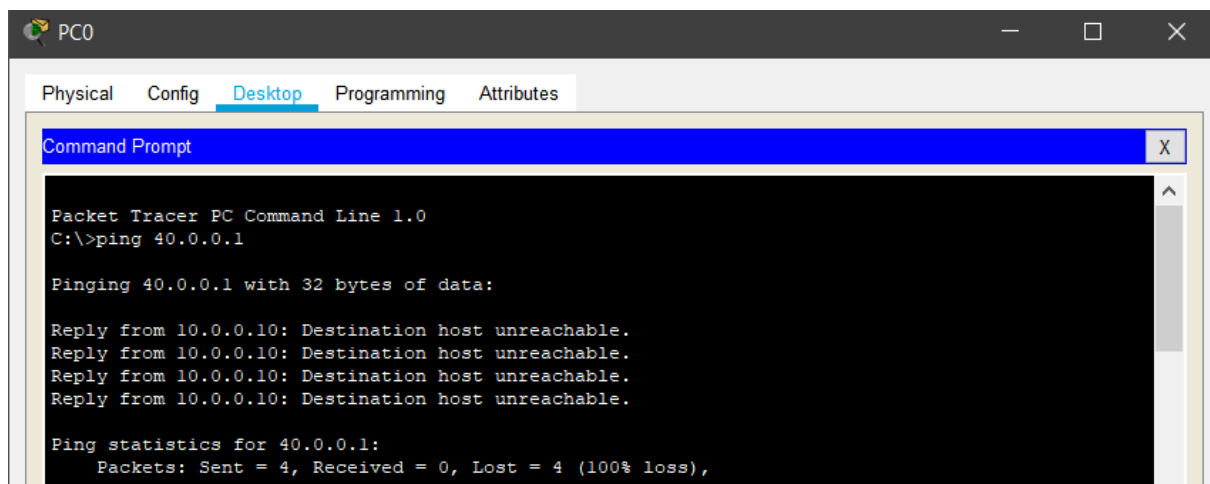 PC0
Physical Config Desktop Programming Attributes
Command Prompt
X
Packet Tracer PC Command Line 1.0
C:\>ping 40.0.0.1
Pinging 40.0.0.1 with 32 bytes of data:
Reply from 10.0.0.10: Destination host unreachable.
Reply from 10.0.0.10: Destination host unreachable.
Reply from 10.0.0.10: Destination host unreachable.
Reply from 10.0.0.10: Destination host unreachable.
Ping statistics for 40.0.0.1:
    Packets: Sent = 4, Received = 0, Lost = 4 (100% loss),